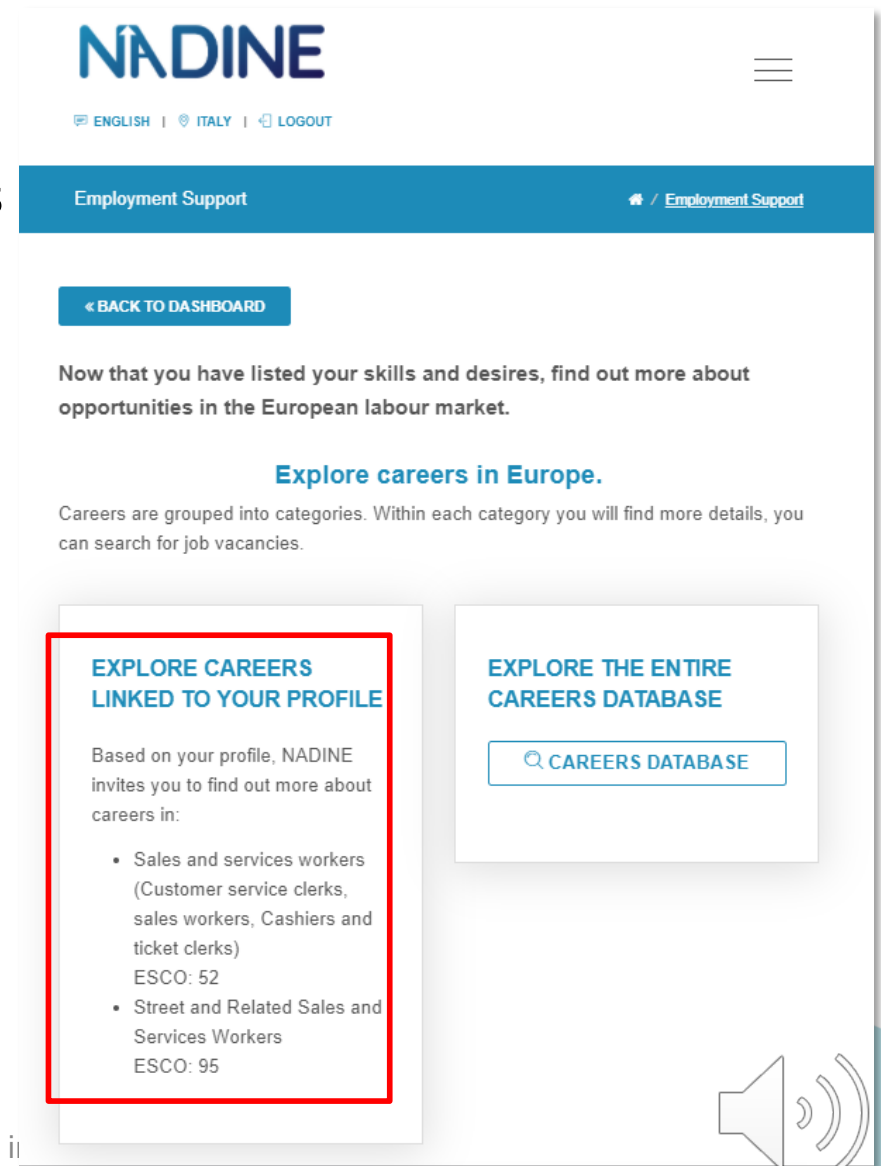 NADINE
ENGLISH | ITALY | LOGOUT
Employment Support
/ Employment Support
« BACK TO DASHBOARD
Now that you have listed your skills and desires, find out more about
opportunities in the European labour market.
Explore careers in Europe.
Careers are grouped into categories. Within each category you will find more details, you
can search for job vacancies.
EXPLORE CAREERS
LINKED TO YOUR PROFILE
Based on your profile, NADINE
invites you to find out more about
careers in:
• Sales and services workers
(Customer service clerks,
sales workers, Cashiers and
ticket clerks)
ESCO: 52
• Street and Related Sales and
Services Workers
ESCO: 95
EXPLORE THE ENTIRE
CAREERS DATABASE
CAREERS DATABASE